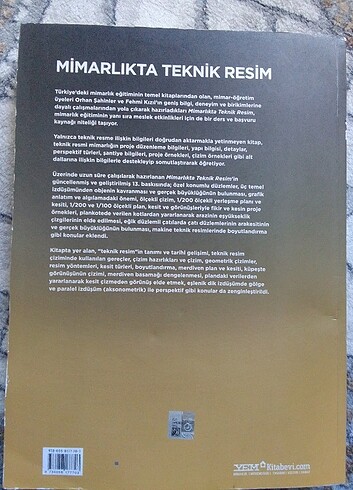 MİMARLIKTA TEKNİK RESİM
Türkiye'deki mimarlık eğitiminin temel kitaplarından olan, mimar-öğretim
üyeleri Orhan Şahinler ve Fehmi Kızıl'ın geniş bilgi, deneyim ve birikimlerine
dayalı çalışmalarından yola çıkarak hazırladıkları Mimarlıkta Teknik Resim,
mimarlık eğitiminin yanı sıra meslek etkinlikleri için de bir ders ve başvuru
kaynağı niteliği taşıyor.
Yalnızca teknik resme ilişkin bilgileri doğrudan aktarmakla yetinmeyen kitap,
teknik resmi mimarlığın proje düzenleme bilgileri, yapı bilgisi, detaylar,
perspektif türleri, şantiye bilgileri, proje örnekleri, çizim örnekleri gibi alt
dallarına ilişkin bilgilerle destekleyip somutlaştırarak sunuyor.
Üzerinde uzun süre çalışılarak hazırlanan Mimarlıkta Teknik Resim'in
güncellenmiş ve geliştirilmiş 13. baskısında; özel konumlu düzlemler, üç temel
izdüşümünden objenin kavranması ve gerçek büyüklüğünün bulunması, grafik
anlatım ve algılamadaki önemi, ölçekli çizim, 1/200 ölçekli yerleşme planı ve
kesiti, 1/200 ve 1/100 ölçekli plan, kesit ve görünüşleriyle fikir ve kesin proje
örnekleri, plankotede verilen kotlardan yararlanarak arazinin eşyükseklik
çizgilerinin elde edilmesi, eğik düzlemli çatılarda çatı düzlemlerinin arakesitinin
ve gerçek büyüklüğünün bulunması, makine teknik resimlerinde boyutlandırma
gibi konular eklendi.
Kitapta yer alan, "teknik resim"in tanımı ve tarihi gelişimi, teknik resim
çiziminde kullanılan gereçler, çizim hazırlıkları ve çizim, geometrik çizimler,
resim yöntemleri, kesit türleri, boyutlandırma, merdiven plan ve kesiti, küpeşte
görünüşünün çizimi, merdiven basamağı dengelenmesi, plandaki verilerden
yararlanarak kesit çizmeden görünüş elde etmek, eşlenik dik izdüşümde gölge
ve paralel izdüşüm (aksonometrik) ile perspektif gibi konular da zenginleştirildi.
YEM Kitabevi.com